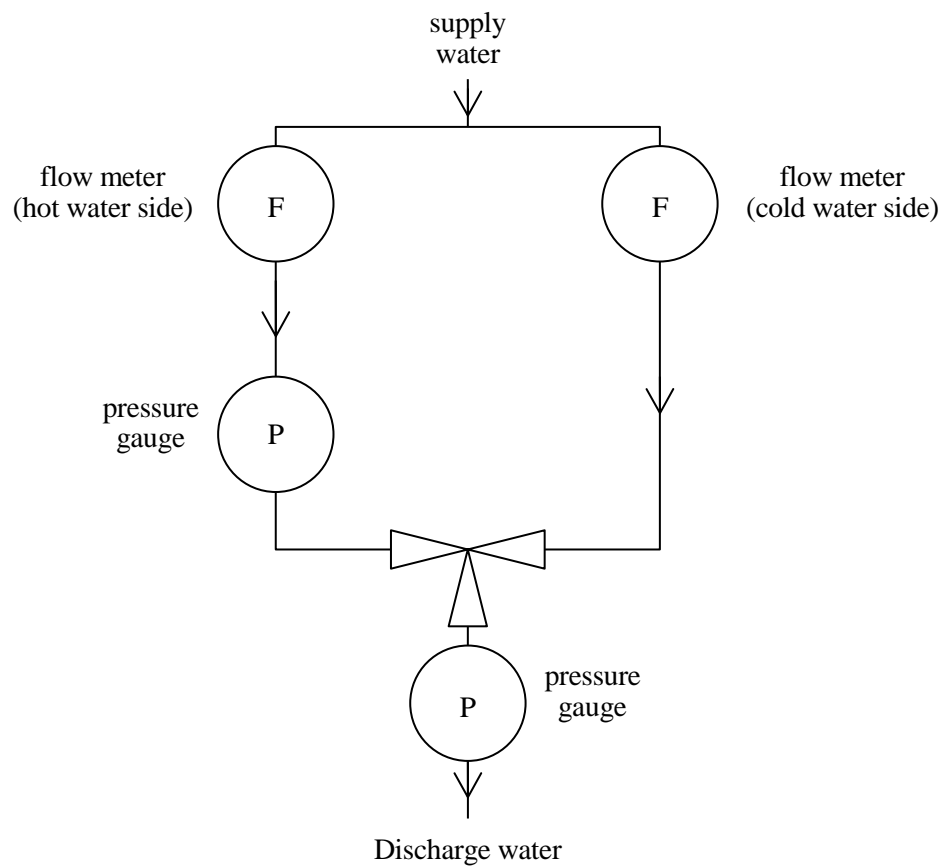 supply
water
flow meter
(hot water side)
F
F
flow meter
(cold water side)
pressure
gauge
P
P
pressure
gauge
Discharge water